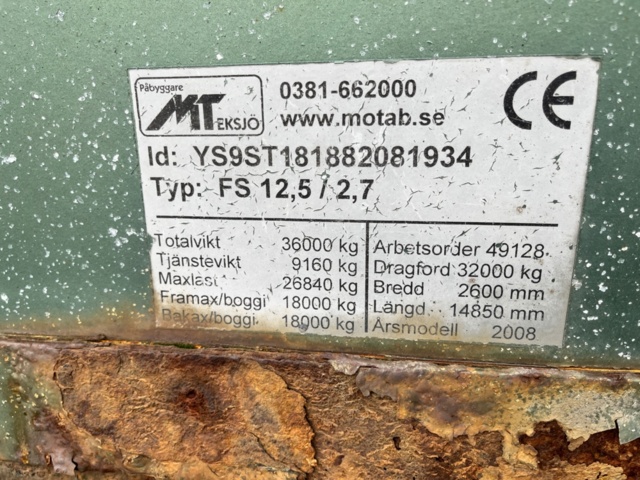 Påbyggare
MT EKSJÖ
0381-662000
www.motab.se
CE
Id: YS9ST181882081934
Typ: FS 12,5 / 2,7
Totalvikt 36000 kg
Tjänstevikt 9160 kg
Maxlast 26840 kg
Framax/boggi 18000 kg
Bakax/boggi 18000 kg
Arbetsorder 49128
Dragford 32000 kg
Bredd 2600 mm
Längd 14850 mm
Årsmodell 2008